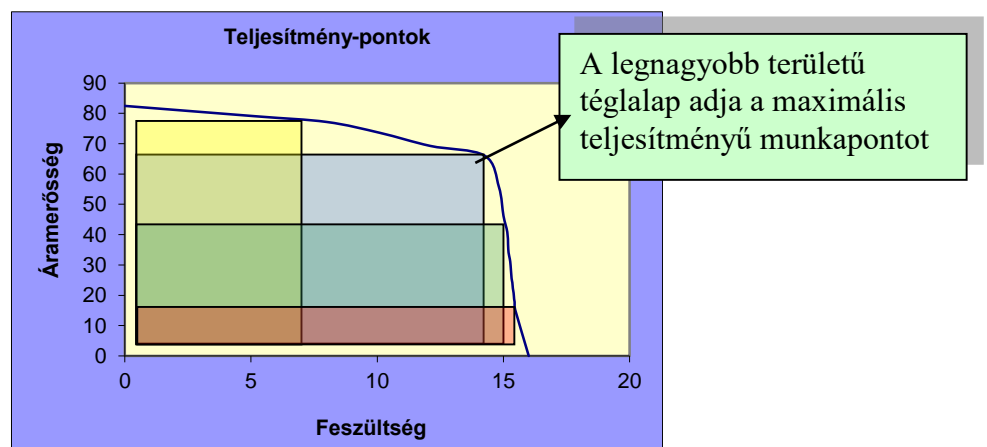 Teljesítmény-pontok
A legnagyobb területű
téglalap adja a maximális
teljesítményű munkapontot
Áramerősség
90
80
70
60
50
40
30
20
10
0
0 5 10 15 20
Feszültség